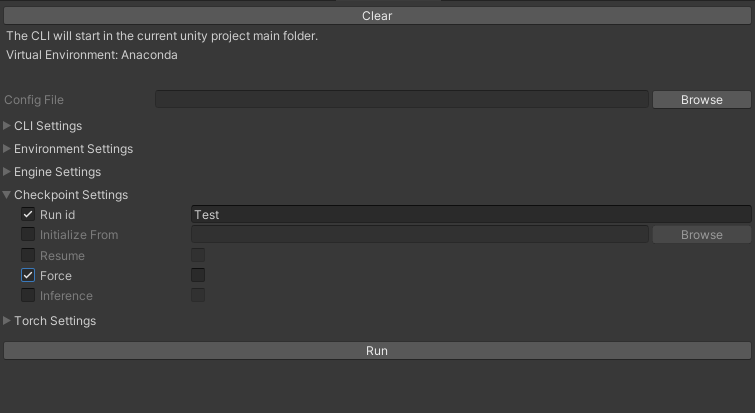 Clear
The CLI will start in the current unity project main folder.
Virtual Environment: Anaconda
Config File Browse
CLI Settings
Environment Settings
Engine Settings
Checkpoint Settings
Run id Test
Initialize From Browse
Resume
Force
Inference
Torch Settings
Run